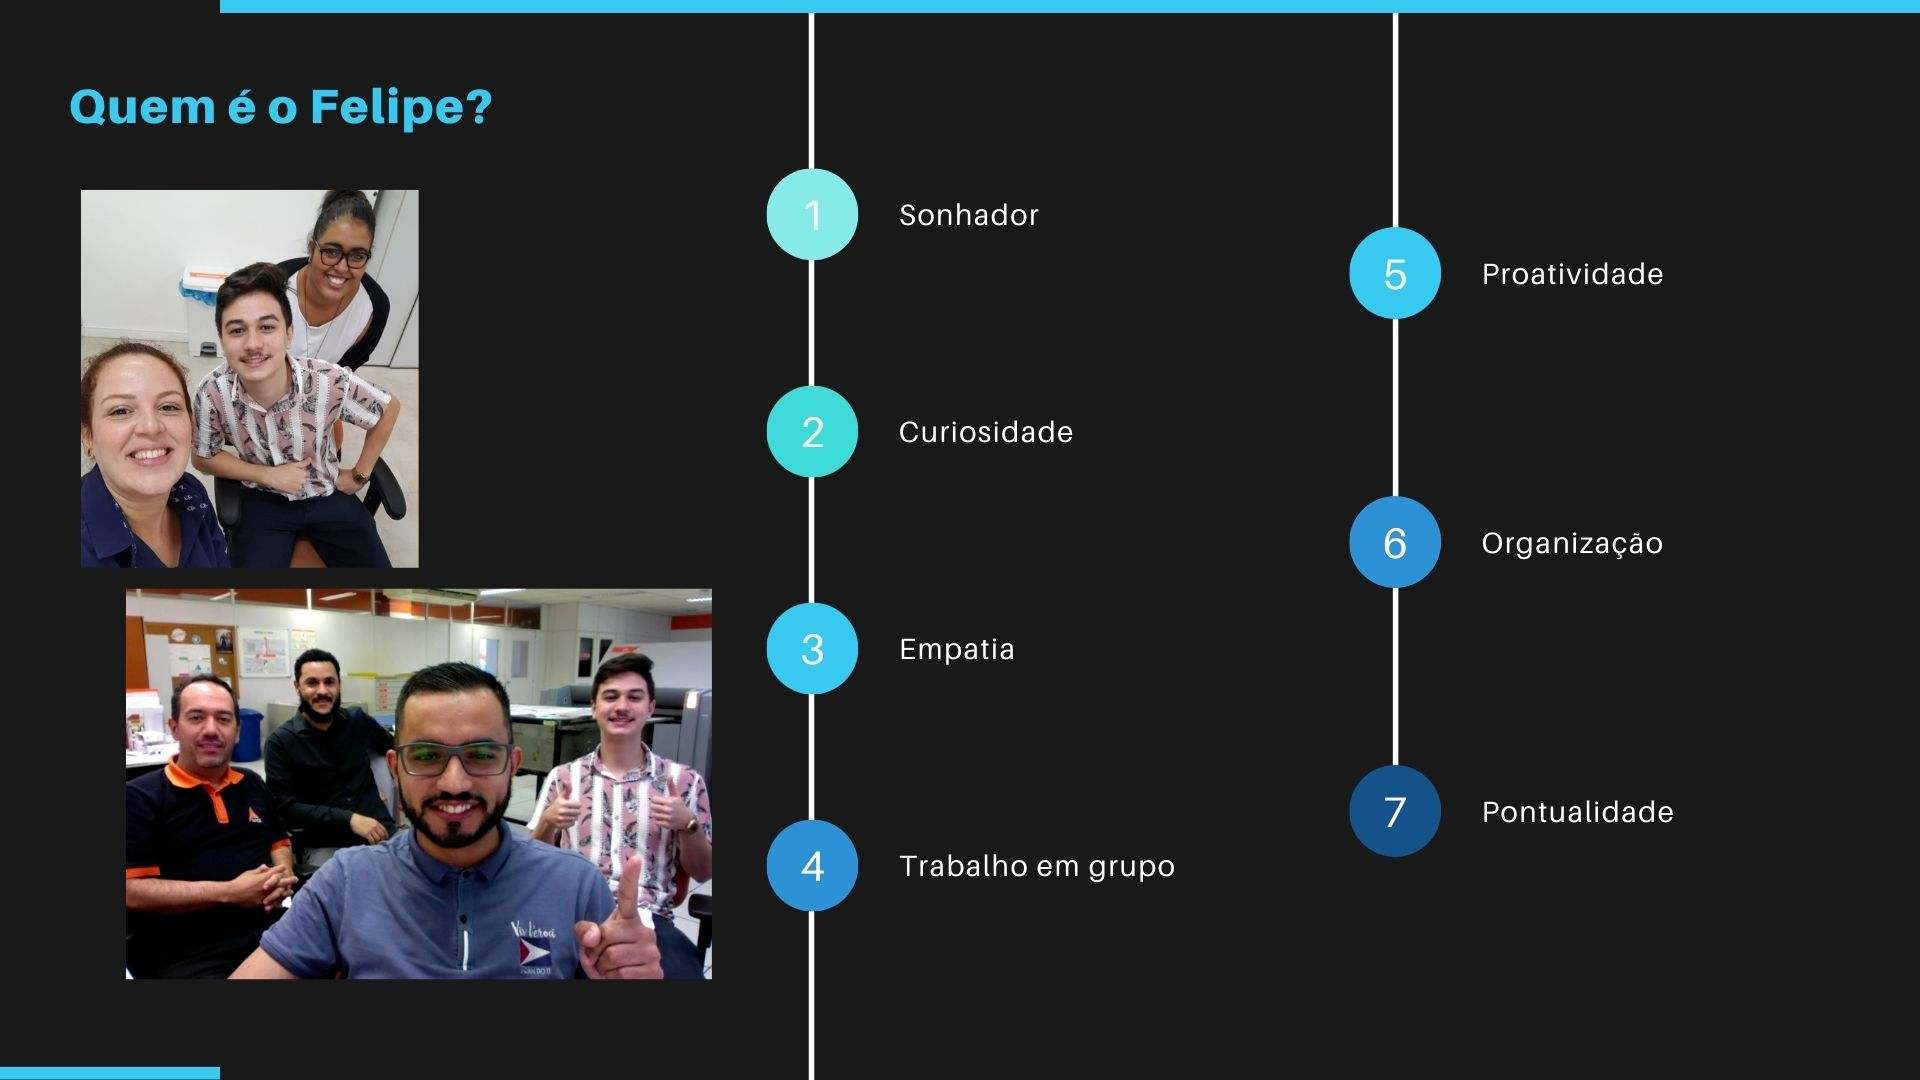 Quem é o Felipe?
1
Sonhador
2
Curiosidade
3
Empatia
4
Trabalho em grupo
5
Proatividade
6
Organização
7
Pontualidade